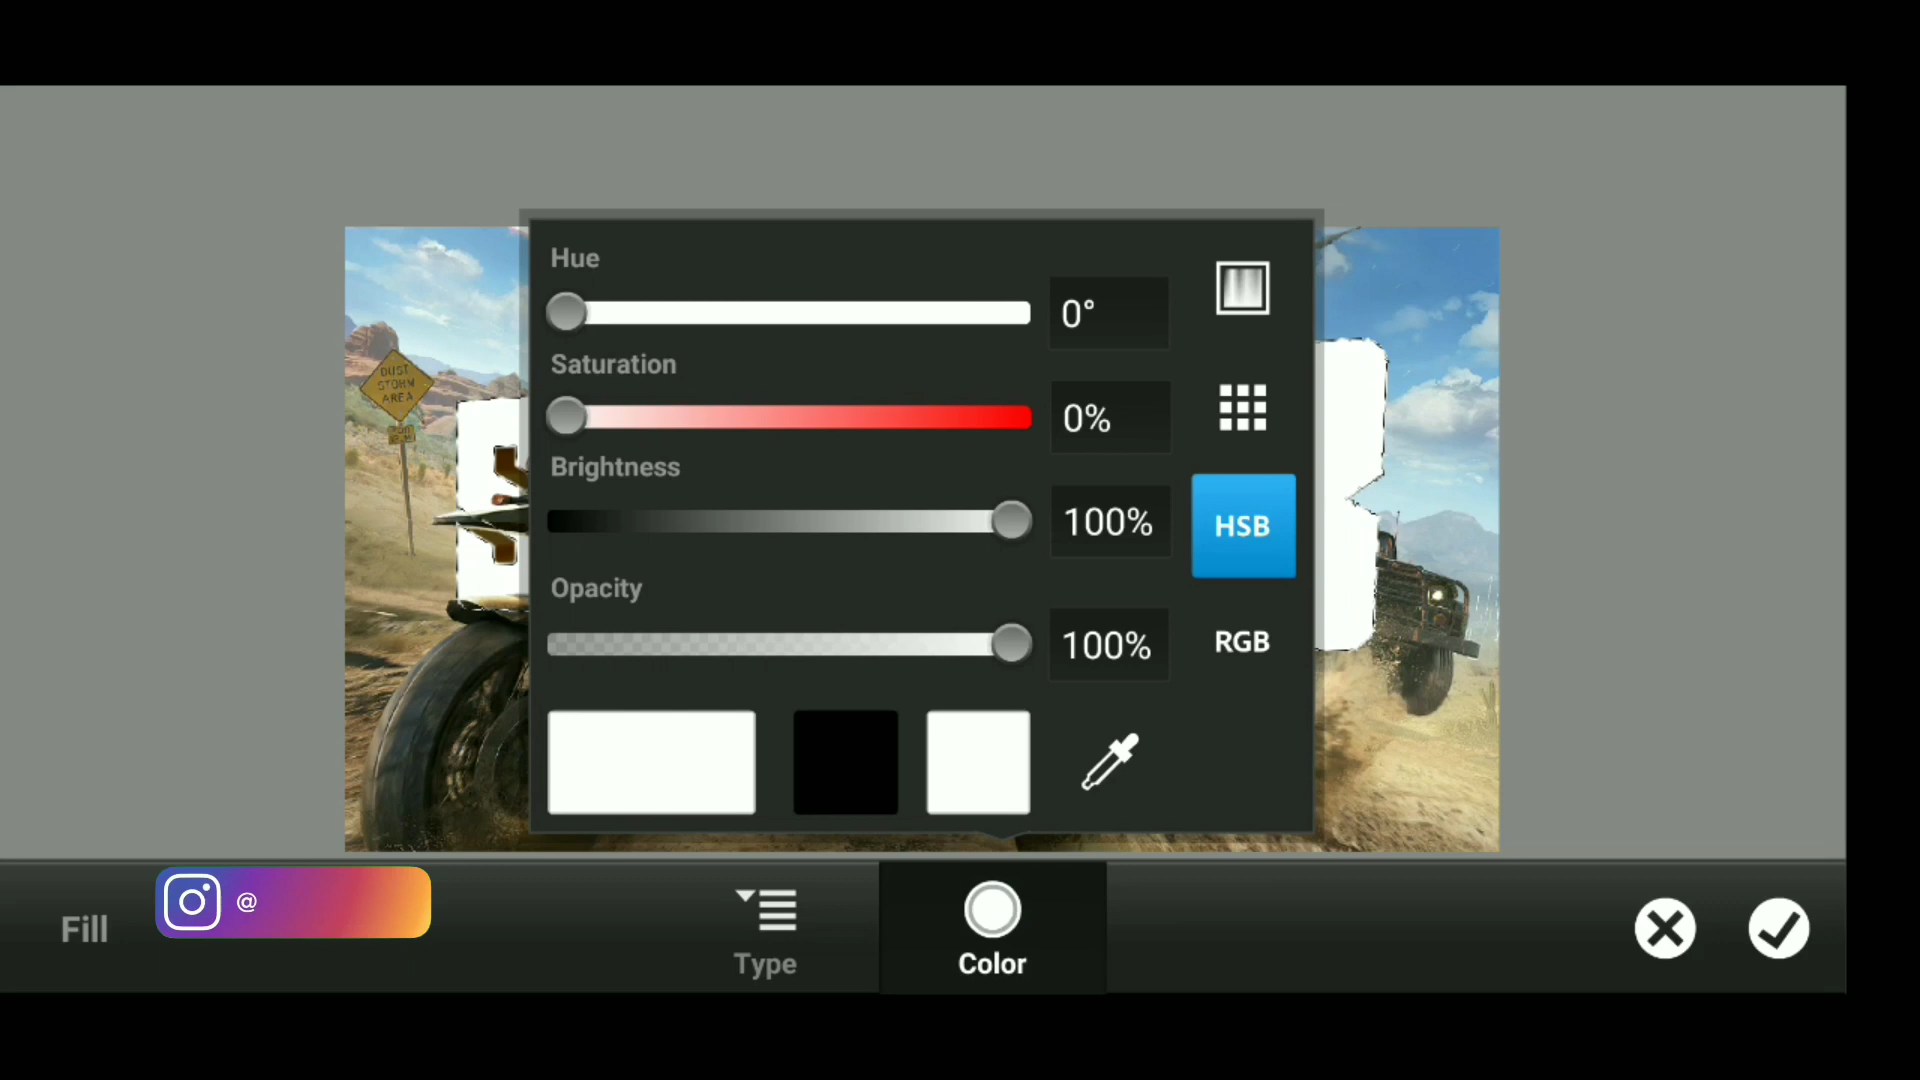 Hue
0°
Saturation
0%
Brightness
100%
HSB
Opacity
100%
RGB
DUST
STORM
AREA
Fill
@
Type
Color